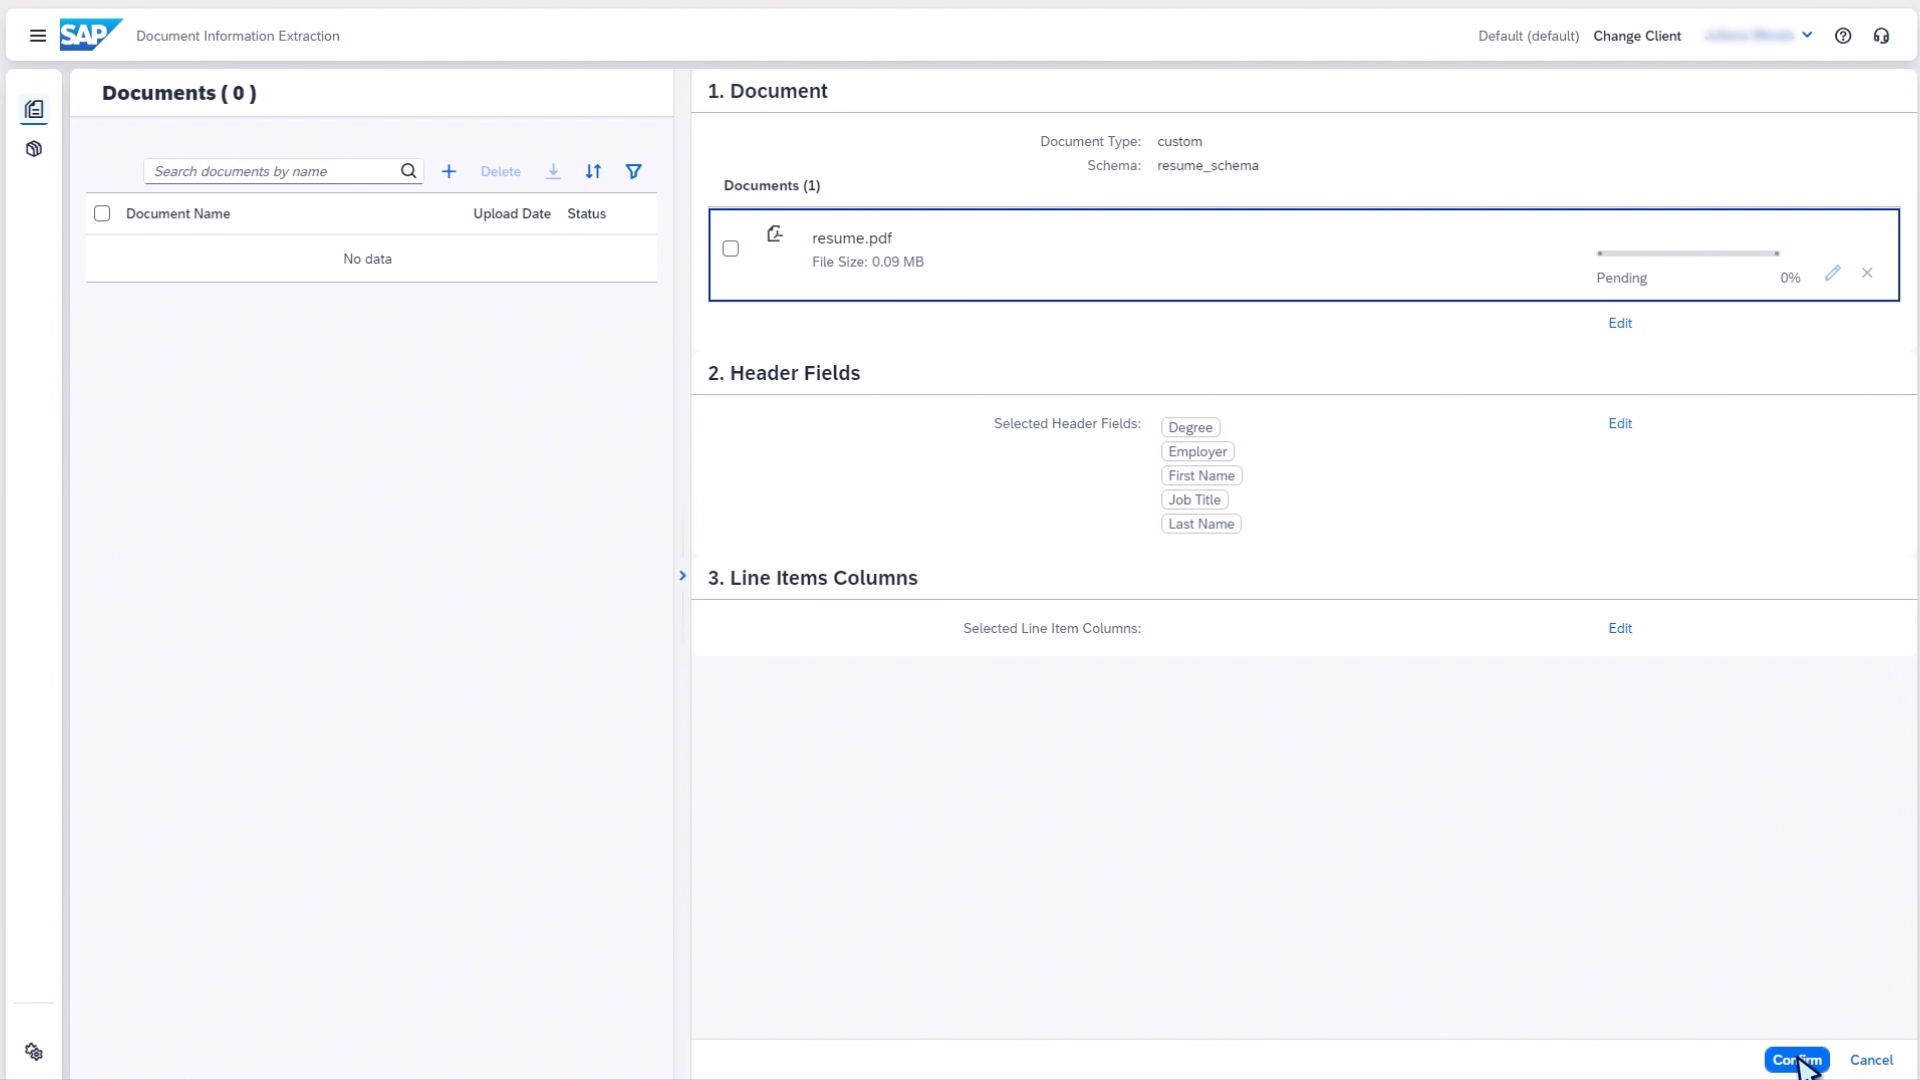 SAP Document Information Extraction
Default (default) Change Client
Documents ( 0 )
Search documents by name Delete
Document Name Upload Date Status
No data
1. Document
Document Type: custom
Schema: resume_schema
Documents (1)
resume.pdf
File Size: 0.09 MB
Pending 0%
Edit
2. Header Fields
Selected Header Fields: Degree Edit
Employer
First Name
Job Title
Last Name
3. Line Items Columns
Selected Line Item Columns: Edit
Confirm Cancel